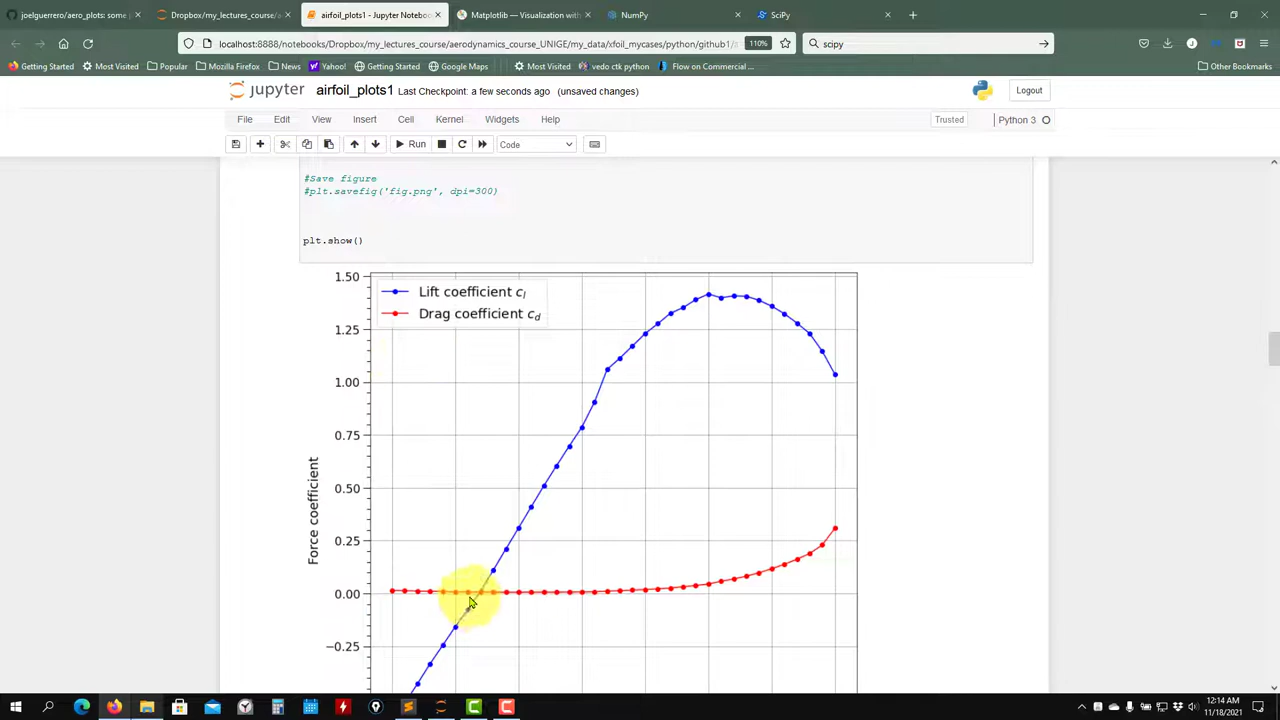 joelguerrero/aero_plots: some
Dropbox/my_lectures_course/a
airfoil_plots1 - Jupyter Noteboo
Matplotlib — Visualization with
NumPy
SciPy
localhost:8888/notebooks/Dropbox/my_lectures_course/aerodynamics_course_UNIGE/my_data/xfoil_mycases/python/github1/a
110%
scipy
Getting Started
Most Visited
Popular
Mozilla Firefox
News
Yahoo!
Getting Started
Google Maps
Most Visited
vedo ctk python
Flow on Commercial ...
Other Bookmarks
jupyter airfoil_plots1 Last Checkpoint: a few seconds ago (unsaved changes)
Logout
File Edit View Insert Cell Kernel Widgets Help
Trusted
Python 3
Run
Code
#Save figure
#plt.savefig('fig.png', dpi=300)
plt.show()
1.50
Lift coefficient cl
Drag coefficient cd
1.25
1.00
0.75
0.50
0.25
0.00
−0.25
Force coefficient
12:14 AM
11/18/2021